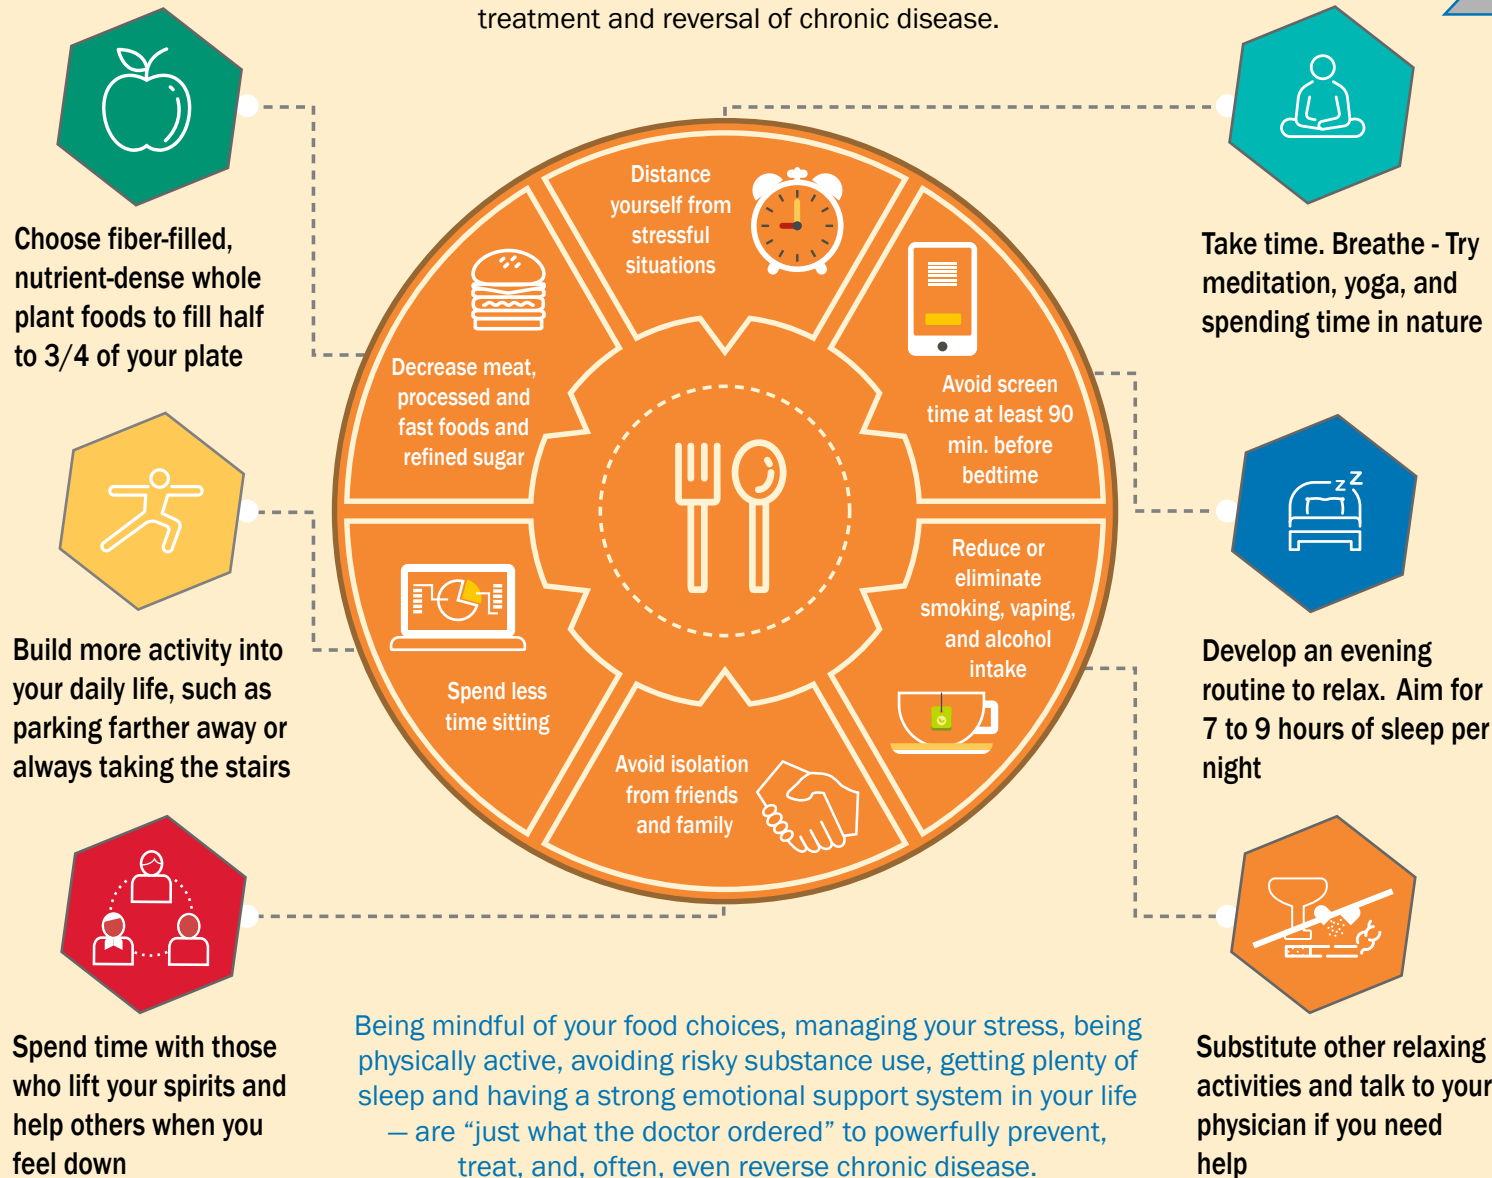 treatment and reversal of chronic disease.
Choose fiber-filled,
nutrient-dense whole
plant foods to fill half
to 3/4 of your plate
Build more activity into
your daily life, such as
parking farther away or
always taking the stairs
Spend time with those
who lift your spirits and
help others when you
feel down
Distance
yourself from
stressful
situations
Decrease meat,
processed and
fast foods and
refined sugar
Avoid screen
time at least 90
min. before
bedtime
Spend less
time sitting
Reduce or
eliminate
smoking, vaping,
and alcohol
intake
Avoid isolation
from friends
and family
Take time. Breathe - Try
meditation, yoga, and
spending time in nature
z Z
Develop an evening
routine to relax. Aim for
7 to 9 hours of sleep per
night
Substitute other relaxing
activities and talk to your
physician if you need
help
Being mindful of your food choices, managing your stress, being
physically active, avoiding risky substance use, getting plenty of
sleep and having a strong emotional support system in your life
— are “just what the doctor ordered” to powerfully prevent,
treat, and, often, even reverse chronic disease.